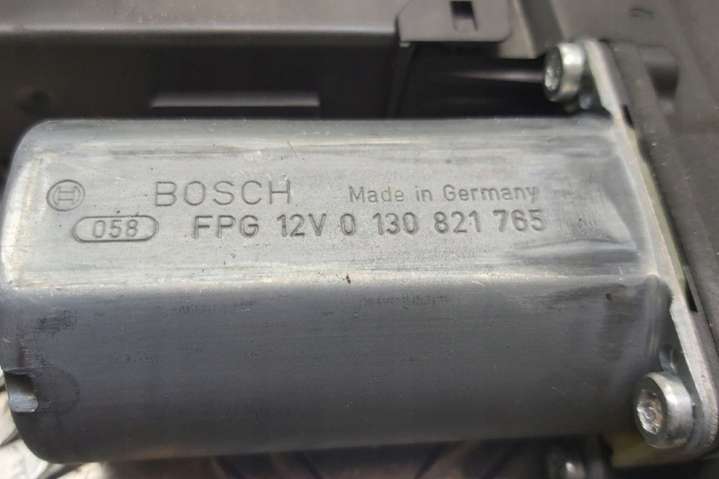 BOSCH Made in Germany
058 FPG 12V 0 130 821 765